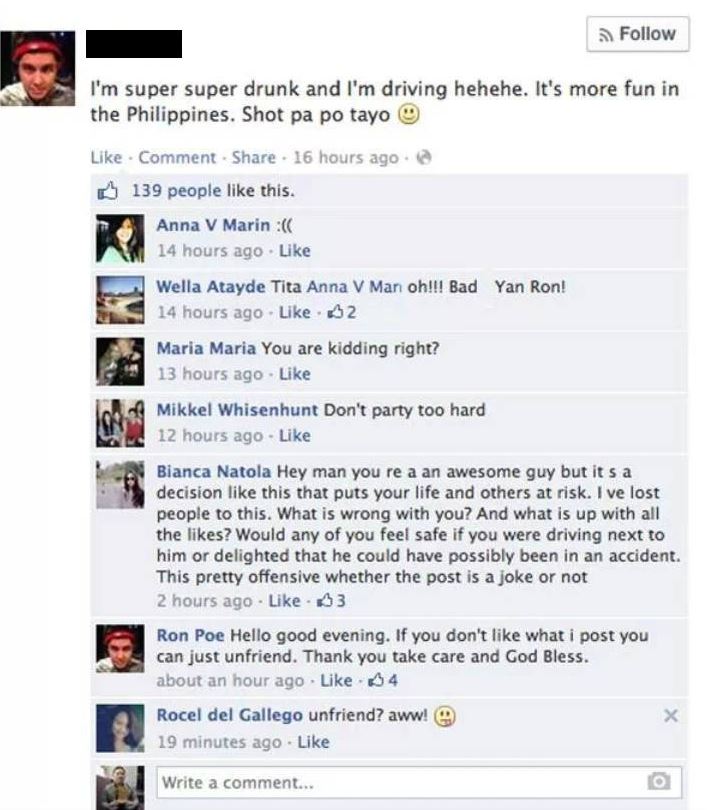 Follow
I'm super super drunk and I'm driving hehehe. It's more fun in
the Philippines. Shot pa po tayo
Like · Comment · Share · 16 hours ago ·
139 people like this.
Anna V Marin :((
14 hours ago · Like
Wella Atayde Tita Anna V Mari oh!!! Bad Yan Ron!
14 hours ago · Like · 2
Maria Maria You are kidding right?
13 hours ago · Like
Mikkel Whisenhunt Don't party too hard
12 hours ago · Like
Bianca Natola Hey man you re a an awesome guy but it s a
decision like this that puts your life and others at risk. I ve lost
people to this. What is wrong with you? And what is up with all
the likes? Would any of you feel safe if you were driving next to
him or delighted that he could have possibly been in an accident.
This pretty offensive whether the post is a joke or not
2 hours ago · Like · 3
Ron Poe Hello good evening. If you don't like what i post you
can just unfriend. Thank you take care and God Bless.
about an hour ago · Like · 4
Rocel del Gallego unfriend? aww!
19 minutes ago · Like
Write a comment...